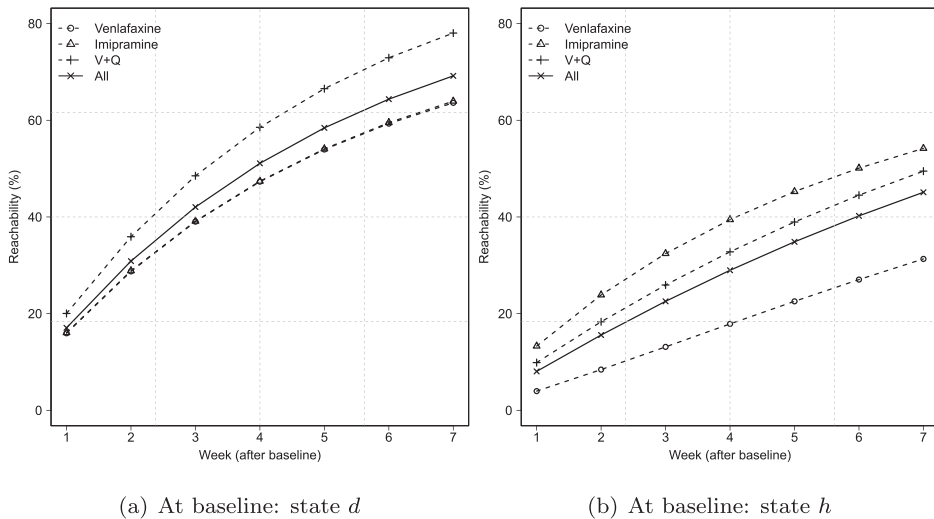 80
60
40
20
0
Reachability (%)
Venlafaxine
Imipramine
V+Q
All
1 2 3 4 5 6 7
Week (after baseline)
(a) At baseline: state d
80
60
40
20
0
Reachability (%)
Venlafaxine
Imipramine
V+Q
All
1 2 3 4 5 6 7
Week (after baseline)
(b) At baseline: state h